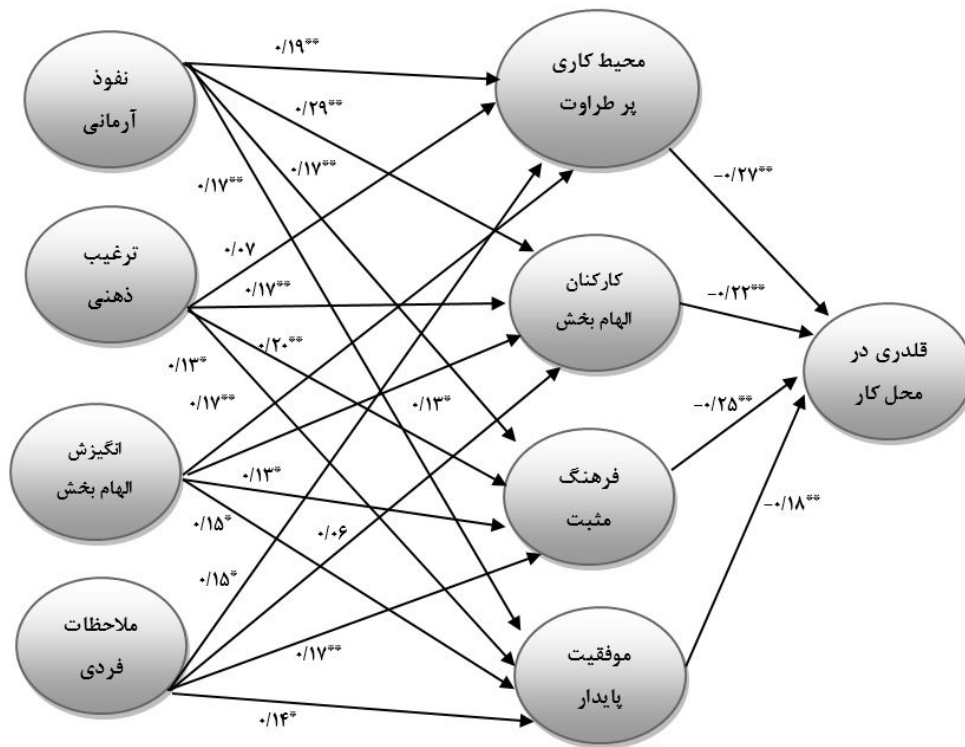 نفوذ
آرمانی
ترغیب
ذهنی
انگیزش
الهام بخش
ملاحظات
فردی
محیط کاری
پر طراوت
کارکنان
الهام بخش
فرهنگ
مثبت
موفقیت
پایدار
قلدری در
محل کار
۰/۱۹**
۰/۲۹**
۰/۱۷**
۰/۱۷**
۰/۰۷
۰/۱۷**
۰/۲۰**
۰/۱۳*
۰/۱۷**
۰/۱۳*
۰/۱۳*
۰/۱۵*
۰/۱۵*
۰/۰۶
۰/۱۷**
۰/۱۴*
−۰/۲۷**
−۰/۲۲**
−۰/۲۵**
−۰/۱۸**